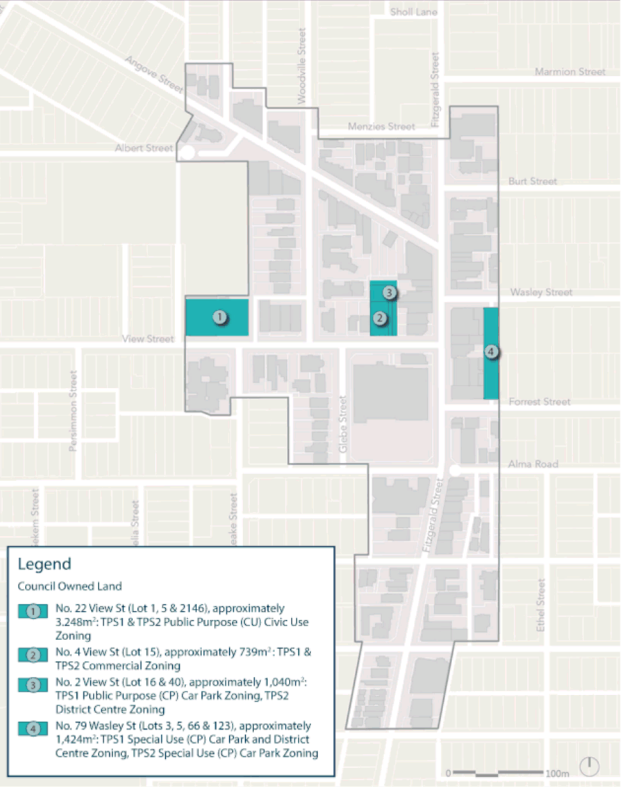 Sholl Lane
Woodville Street
Fitzgerald Street
Angove Street
Marmion Street
Menzies Street
Albert Street
Burt Street
3
Wasley Street
1
2
View Street
4
Forrest Street
Persimmon Street
Glebe Street
Alma Road
Fitzgerald Street
eake Street
Ethel Street
Legend
Council Owned Land
1 No. 22 View St (Lot 1, 5 & 2146), approximately
3.248m²: TPS1 & TPS2 Public Purpose (CU) Civic Use
Zoning
2 No. 4 View St (Lot 15), approximately 739m²: TPS1 &
TPS2 Commercial Zoning
3 No. 2 View St (Lot 16 & 40), approximately 1,040m²:
TPS1 Public Purpose (CP) Car Park Zoning, TPS2
District Centre Zoning
4 No. 79 Wasley St (Lots 3, 5, 66 & 123), approximately
1,424m²: TPS1 Special Use (CP) Car Park and District
Centre Zoning, TPS2 Special Use (CP) Car Park Zoning
0 100m